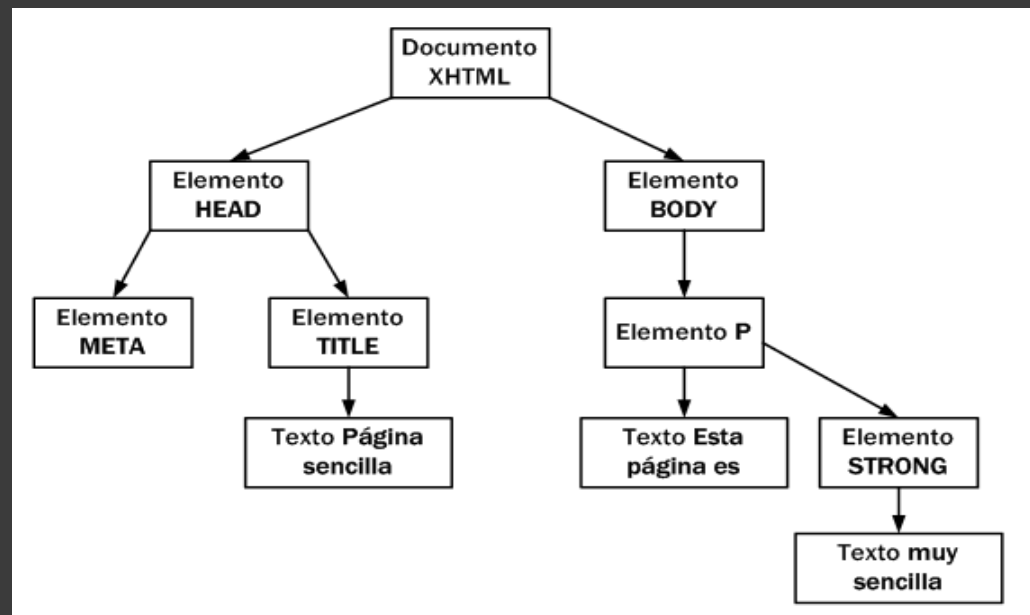 Documento
XHTML
Elemento
HEAD
Elemento
BODY
Elemento
META
Elemento
TITLE
Elemento P
Texto Página
sencilla
Texto Esta
página es
Elemento
STRONG
Texto muy
sencilla